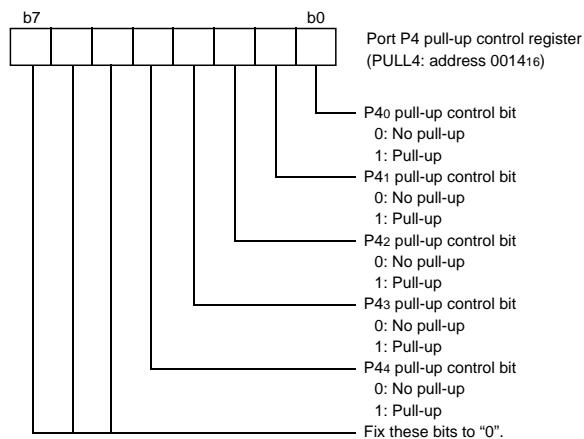 b7 b0
Port P4 pull-up control register
(PULL4: address 001416)
P40 pull-up control bit
0: No pull-up
1: Pull-up
P41 pull-up control bit
0: No pull-up
1: Pull-up
P42 pull-up control bit
0: No pull-up
1: Pull-up
P43 pull-up control bit
0: No pull-up
1: Pull-up
P44 pull-up control bit
0: No pull-up
1: Pull-up
Fix these bits to “0”.